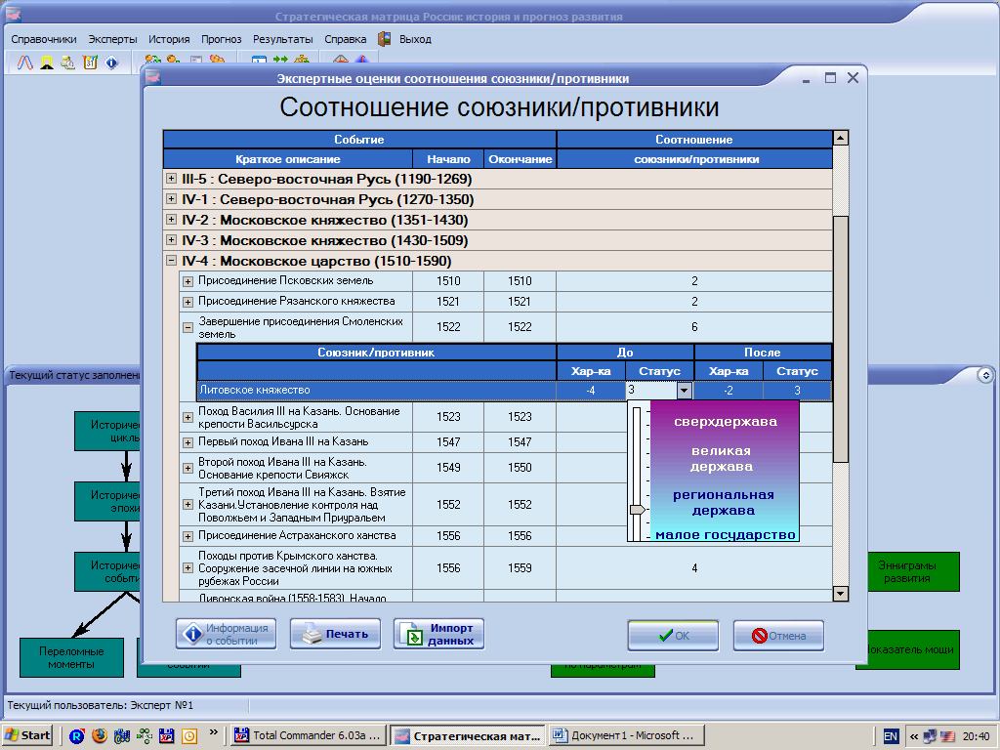 Стратегическая матрица России: история и прогноз развития
Справочники Эксперты История Прогноз Результаты Справка Выход
Экспертные оценки соотношения союзники/противники
Соотношение союзники/противники
Событие Соотношение
Краткое описание Начало Окончание союзники/противники
III-5 : Северо-восточная Русь (1190-1269)
IV-1 : Северо-восточная Русь (1270-1350)
IV-2 : Московское княжество (1351-1430)
IV-3 : Московское княжество (1430-1509)
IV-4 : Московское царство (1510-1590)
Присоединение Псковских земель 1510 1510 2
Присоединение Рязанского княжества 1521 1521 2
Завершение присоединения Смоленских
земель 1522 1522 6
Союзник/противник До После
Хар-ка Статус Хар-ка Статус
Литовское княжество -4 3 -2 3
сверхдержава
великая
держава
региональная
держава
малое государство
Поход Василия III на Казань. Основание
крепости Васильсурска 1523 1523
Первый поход Ивана III на Казань 1547 1547
Второй поход Ивана III на Казань.
Основание крепости Свияжск 1549 1550
Третий поход Ивана III на Казань. Взятие
Казани.Установление контроля над
Поволжьем и Западным Приуральем 1552 1552
Присоединение Астраханского ханства 1556 1556
Походы против Крымского ханства.
Сооружение засечной линии на южных
рубежах России 1556 1559 4
Ливонская война (1558-1583). Начало
Информация
о событии
Печать
Импорт
данных
OK
Отмена
Текущий статус заполнен
Историче
цикл
Историче
эпохи
Историче
событи
Переломные
моменты
событии
по параметрам
Эннигрaмы
развития
оказатель мощи
Текущий пользователь: Эксперт №1
Start Total Commander 6.03a ... Стратегическая мат... Документ1 - Microsoft ... EN 20:40